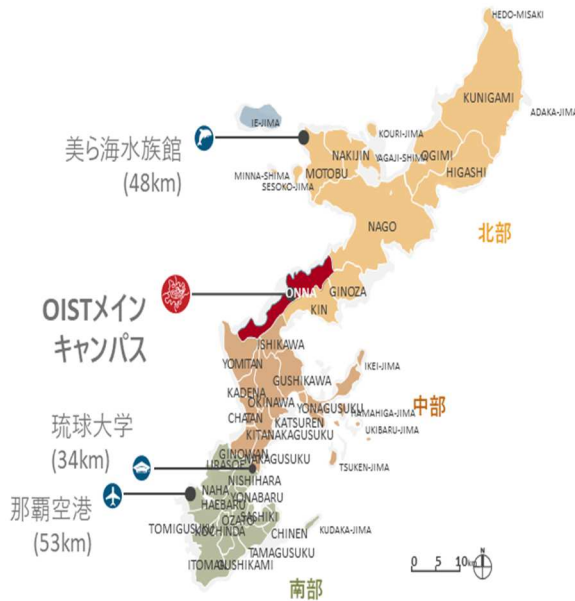 HEDO-MISAKI
KUNIGAMI
ADAKA-JIMA
IE-JIMA
KOURI-JIMA
美ら海水族館
(48km)
NAKIJIN
YAGAJI-SHIMA
OGIMI
MINNA-SHIMA
MOTOBU
HIGASHI
SESOKO-JIMA
NAGO
北部
OISTメイン
キャンパス
ONNA
GINOZA
KIN
ISHIKAWA
YOMITAN
IKEI-JIMA
GUSHIKAWA
KADENA
OKINAWA
YONAGUSUKU
中部
HAMAHIGA-JIMA
CHATAN
KATSUREN
UKIBARU-JIMA
KITANAKAGUSUKU
琉球大学
(34km)
GINOWAN
NAKAGUSUKU
URASOE
TSUKEN-JIMA
NISHIHARA
那覇空港
(53km)
NAHA
YONABARU
HAEBARU
OZATO
SASHIKI
TOMIGUSUKU
KOCHINDA
CHINEN
KUDAKA-JIMA
TAMAGUSUKU
ITOMAN
GUSHIKAMI
南部
0 5 10km
N